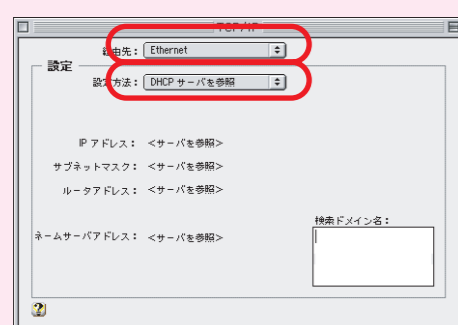 TCP/IP
経由先： Ethernet
設定
設定方法： DHCP サーバを参照
IP アドレス： <サーバを参照>
サブネットマスク： <サーバを参照>
ルータアドレス： <サーバを参照>
検索ドメイン名：
ネームサーバアドレス： <サーバを参照>
?